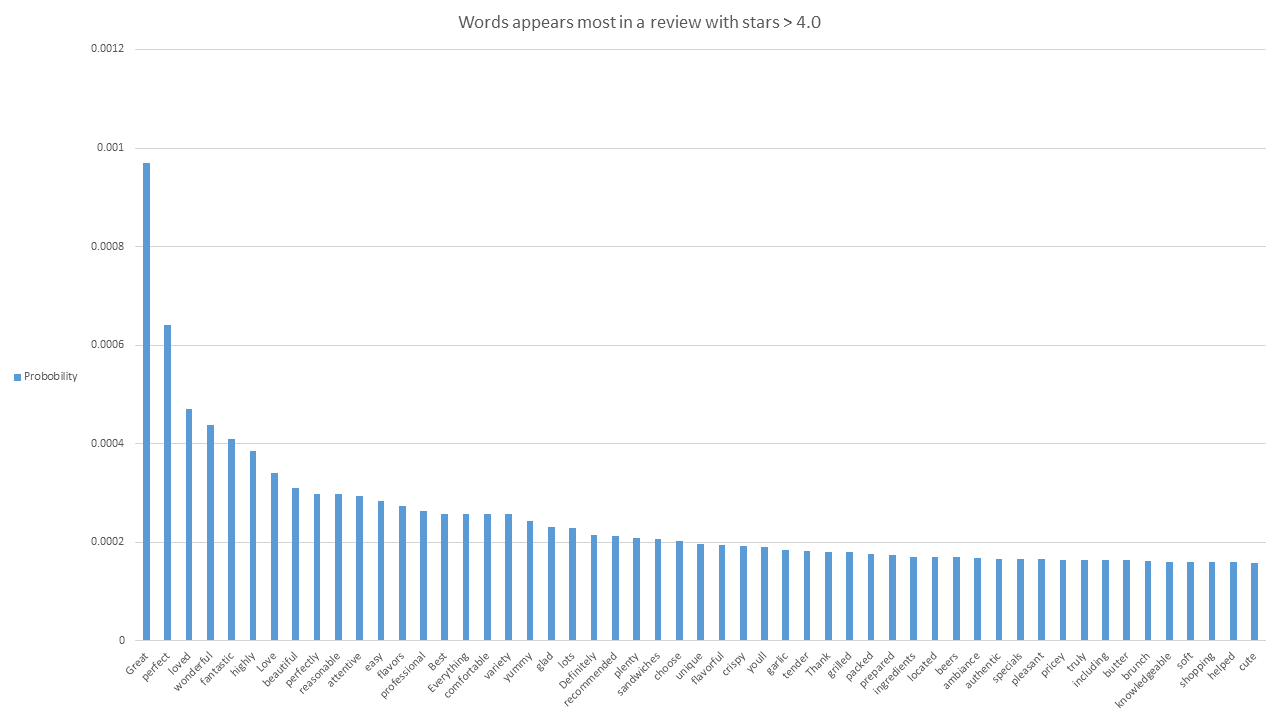 Words appears most in a review with stars > 4.0
0.0012
0.001
0.0008
0.0006
0.0004
0.0002
0
Probobility
Great
perfect
loved
wonderful
fantastic
highly
Love
beautiful
perfectly
reasonable
attentive
easy
flavors
professional
Best
Everything
comfortable
variety
yummy
glad
lots
Definitely
recommended
plenty
sandwiches
choose
unique
flavorful
crispy
youll
garlic
tender
Thank
grilled
packed
prepared
ingredients
located
beers
ambiance
authentic
specials
pleasant
pricey
truly
including
butter
brunch
knowledgeable
soft
shopping
helped
cute